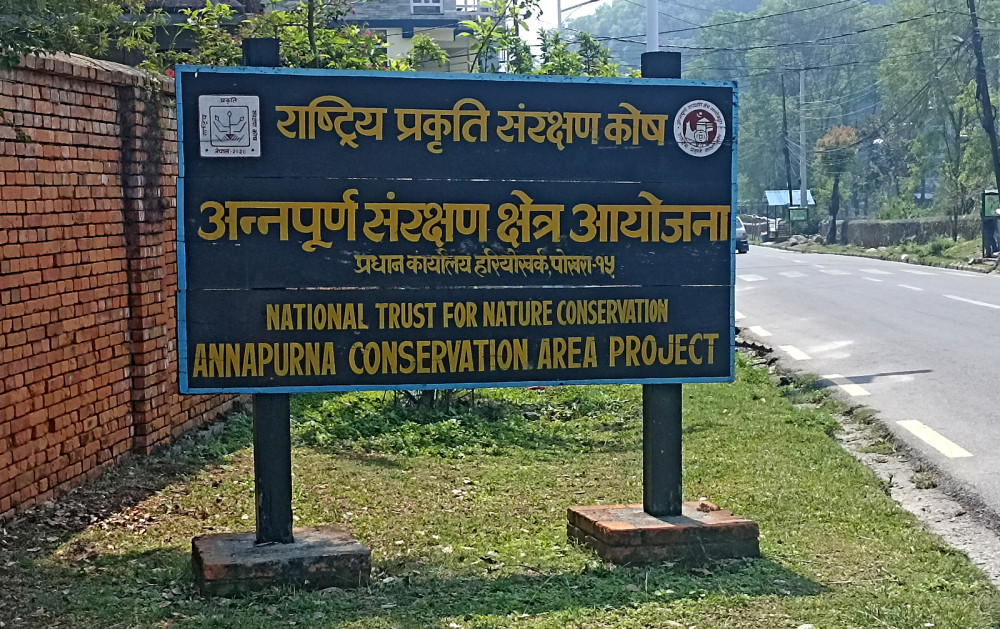 राष्ट्रिय प्रकृति संरक्षण कोष
अन्नपूर्ण संरक्षण क्षेत्र आयोजना
प्रधान कार्यालय हरियोखर्क, पोखरा-१५
NATIONAL TRUST FOR NATURE CONSERVATION
ANNAPURNA CONSERVATION AREA PROJECT